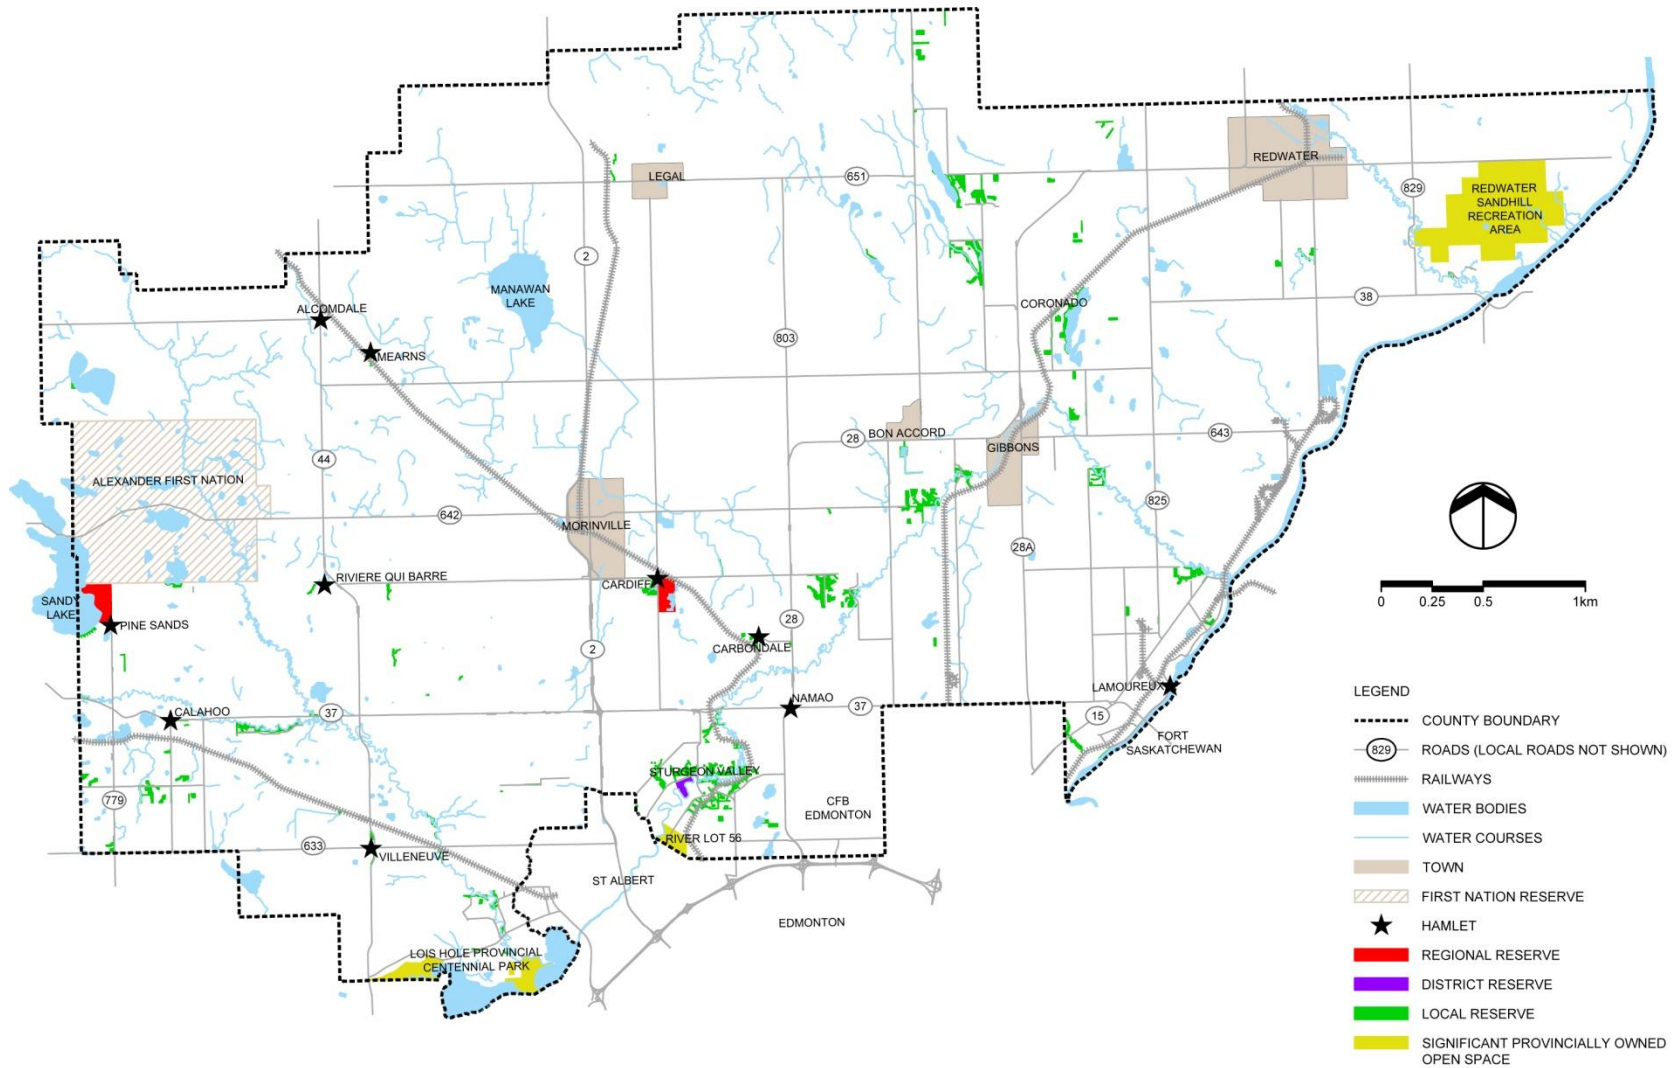 LEGAL
651
REDWATER
829
REDWATER
SANDHILL
RECREATION
AREA
2
MANAWAN
LAKE
ALCOMDALE
CORONADO
38
803
MEARNS
28
BON ACCORD
643
GIBBONS
44
ALEXANDER FIRST NATION
825
642
MORINVILLE
28A
RIVIERE QUI BARRE
CARDIFF
SANDY
LAKE
PINE SANDS
28
CARBONDALE
2
LAMOUREUX
NAMAO
37
CALAHOO
37
15
FORT
SASKATCHEWAN
STURGEON VALLEY
779
CFB
EDMONTON
RIVER LOT 56
633
VILLENEUVE
ST ALBERT
EDMONTON
LOIS HOLE PROVINCIAL
CENTENNIAL PARK
0 0.25 0.5 1km
LEGEND
COUNTY BOUNDARY
829 ROADS (LOCAL ROADS NOT SHOWN)
RAILWAYS
WATER BODIES
WATER COURSES
TOWN
FIRST NATION RESERVE
HAMLET
REGIONAL RESERVE
DISTRICT RESERVE
LOCAL RESERVE
SIGNIFICANT PROVINCIALLY OWNED
OPEN SPACE